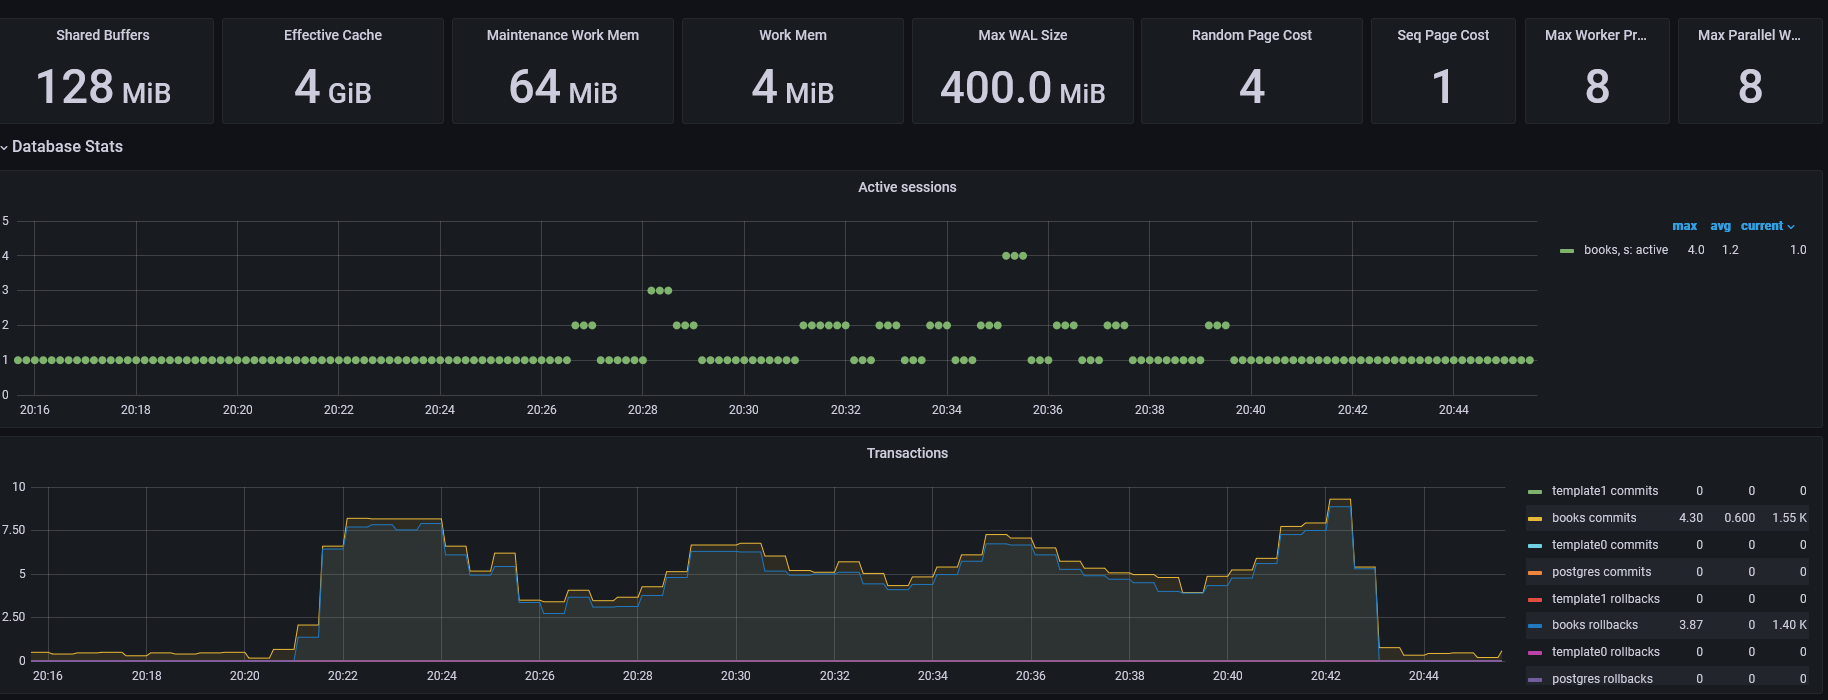 Shared Buffers Effective Cache Maintenance Work Mem Work Mem Max WAL Size Random Page Cost Seq Page Cost Max Worker Pr... Max Parallel W...
128 MiB 4 GiB 64 MiB 4 MiB 400.0 MiB 4 1 8 8
Database Stats
Active sessions
5
4
3
2
1
0
20:16 20:18 20:20 20:22 20:24 20:26 20:28 20:30 20:32 20:34 20:36 20:38 20:40 20:42 20:44
max avg current
books, s: active 4.0 1.2 1.0
Transactions
10
7.50
5
2.50
0
20:16 20:18 20:20 20:22 20:24 20:26 20:28 20:30 20:32 20:34 20:36 20:38 20:40 20:42 20:44
template1 commits 0 0 0
books commits 4.30 0.600 1.55 K
template0 commits 0 0 0
postgres commits 0 0 0
template1 rollbacks 0 0 0
books rollbacks 3.87 0 1.40 K
template0 rollbacks 0 0 0
postgres rollbacks 0 0 0